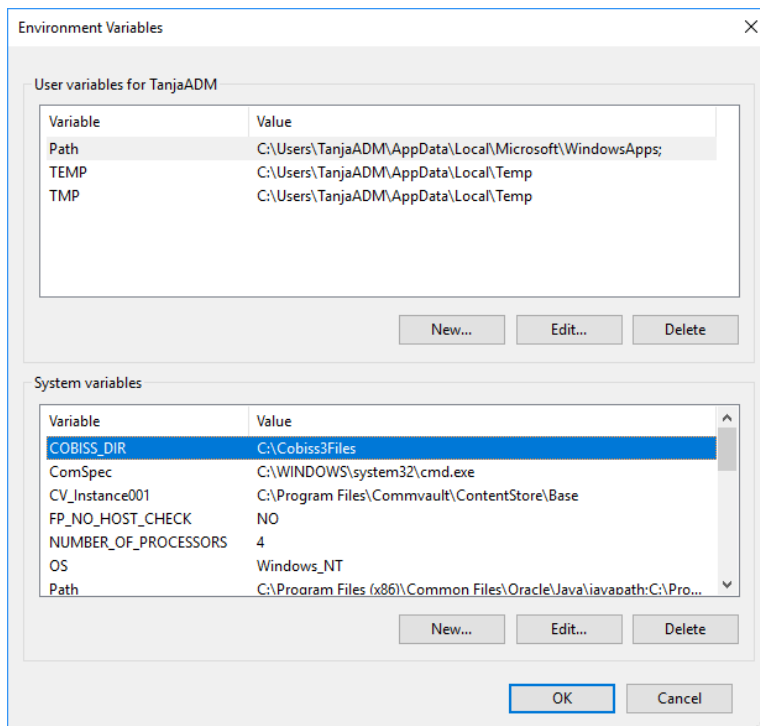 Environment Variables
User variables for TanjaADM
Variable Value
Path C:\Users\TanjaADM\AppData\Local\Microsoft\WindowsApps;
TEMP C:\Users\TanjaADM\AppData\Local\Temp
TMP C:\Users\TanjaADM\AppData\Local\Temp
New... Edit... Delete
System variables
Variable Value
COBISS_DIR C:\Cobiss3Files
ComSpec C:\WINDOWS\system32\cmd.exe
CV_Instance001 C:\Program Files\Commvault\ContentStore\Base
FP_NO_HOST_CHECK NO
NUMBER_OF_PROCESSORS 4
OS Windows_NT
Path C:\Program Files (x86)\Common Files\Oracle\Java\javapath;C:\Pro...
New... Edit... Delete
OK Cancel